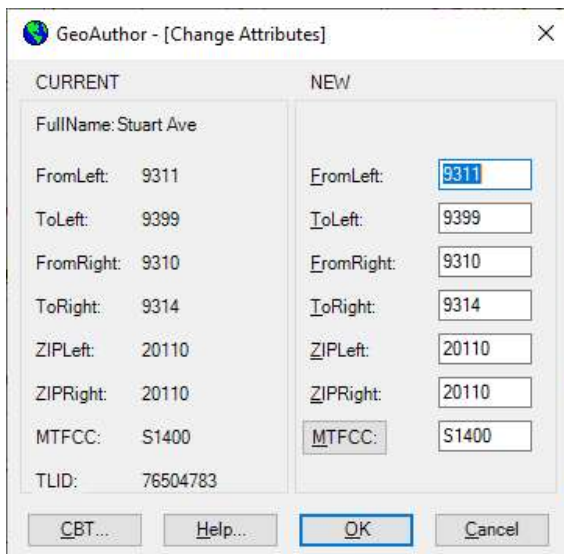 GeoAuthor - [Change Attributes]
CURRENT NEW
FullName: Stuart Ave
FromLeft: 9311 FromLeft: 9311
ToLeft: 9399 ToLeft: 9399
FromRight: 9310 FromRight: 9310
ToRight: 9314 ToRight: 9314
ZIPLeft: 20110 ZIPLeft: 20110
ZIPRight: 20110 ZIPRight: 20110
MTFCC: S1400 MTFCC: S1400
TLID: 76504783
CBT... Help... OK Cancel